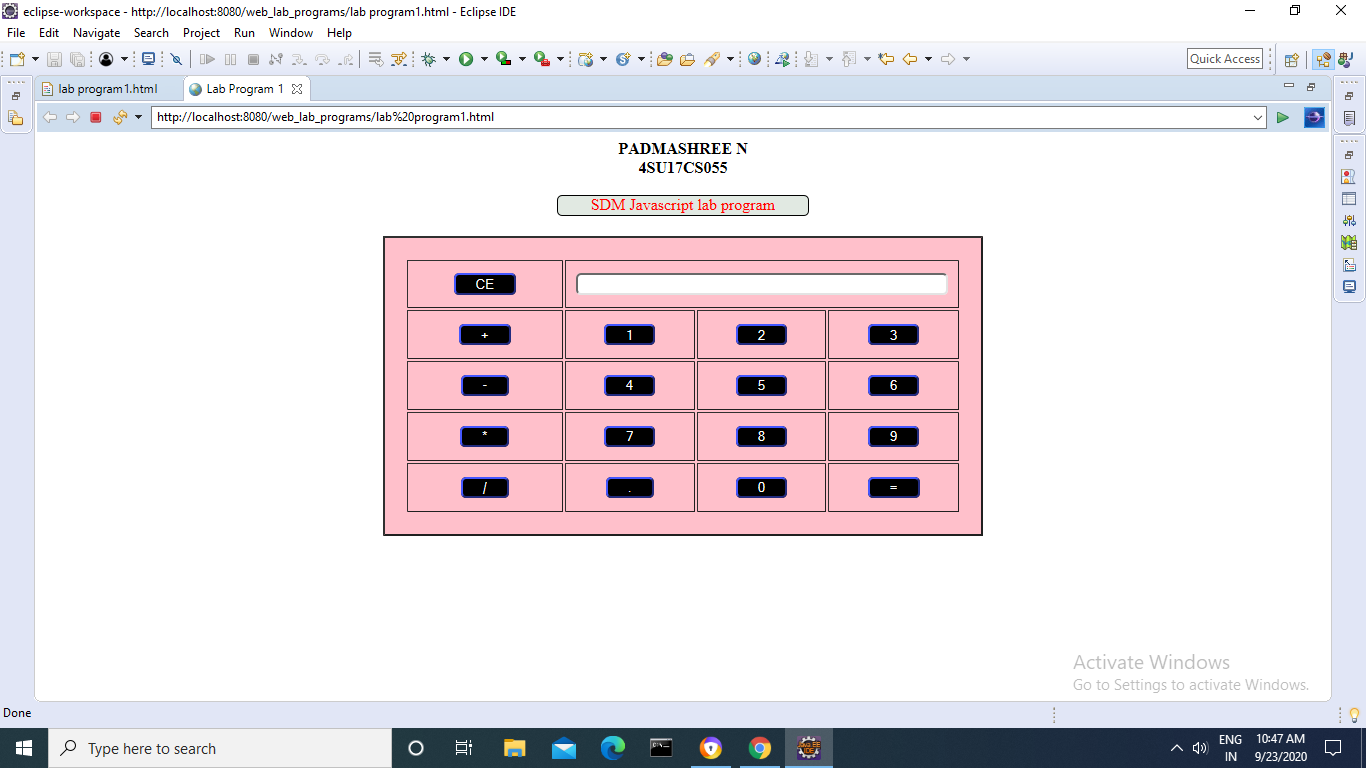 eclipse-workspace - http://localhost:8080/web_lab_programs/lab program1.html - Eclipse IDE
File Edit Navigate Search Project Run Window Help
Quick Access
lab program1.html Lab Program 1
http://localhost:8080/web_lab_programs/lab%20program1.html
PADMASHREE N
4SU17CS055
SDM Javascript lab program
CE
+ 1 2 3
- 4 5 6
* 7 8 9
/ . 0 =
Activate Windows
Go to Settings to activate Windows.
Done
Type here to search
ENG 10:47 AM
IN 9/23/2020